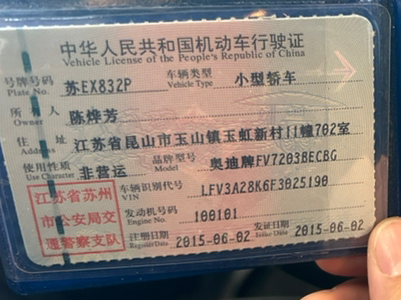 中华人民共和国机动车行驶证
Vehicle License of the People's Republic of China
号牌号码 苏EX832P 车辆类型 小型轿车
Plate No. Vehicle Type
所有人 陈烨芳
Owner
住址 江苏省昆山市玉山镇玉虹新村11幢702室
Address
使用性质 非营运 品牌型号 奥迪牌FV7203BECBG
Use Character Model
江苏省苏州
市公安局交
通警察支队
车辆识别代号 LFV3A28K6F3025190
VIN
发动机号码 100101
Engine No.
注册日期 2015-06-02 发证日期 2015-06-02
Register Date Issue Date